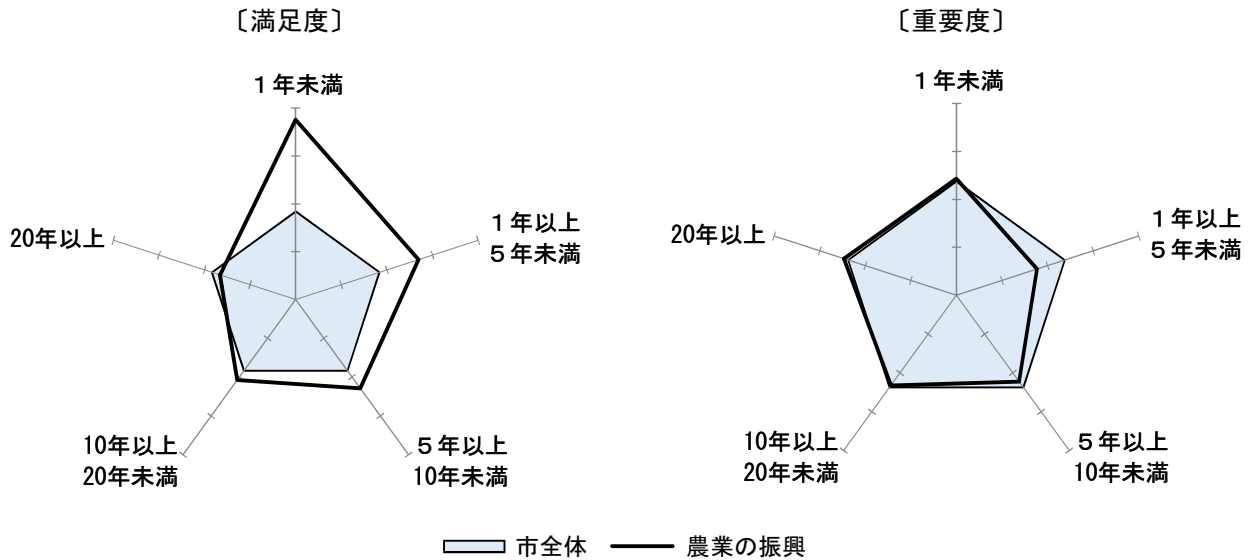 〔満足度〕
１年未満
１年以上
５年未満
５年以上
10年未満
10年以上
20年未満
20年以上
〔重要度〕
１年未満
１年以上
５年未満
５年以上
10年未満
10年以上
20年未満
20年以上
市全体
農業の振興